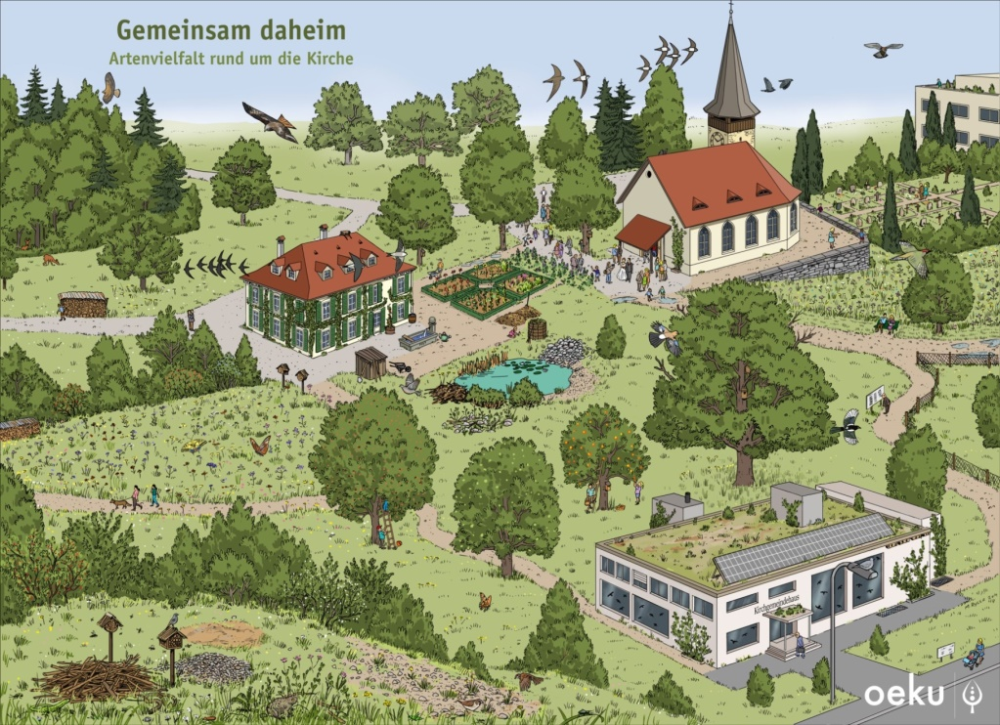 Gemeinsam daheim
Artenvielfalt rund um die Kirche
Kirchgemeindehaus
oeku